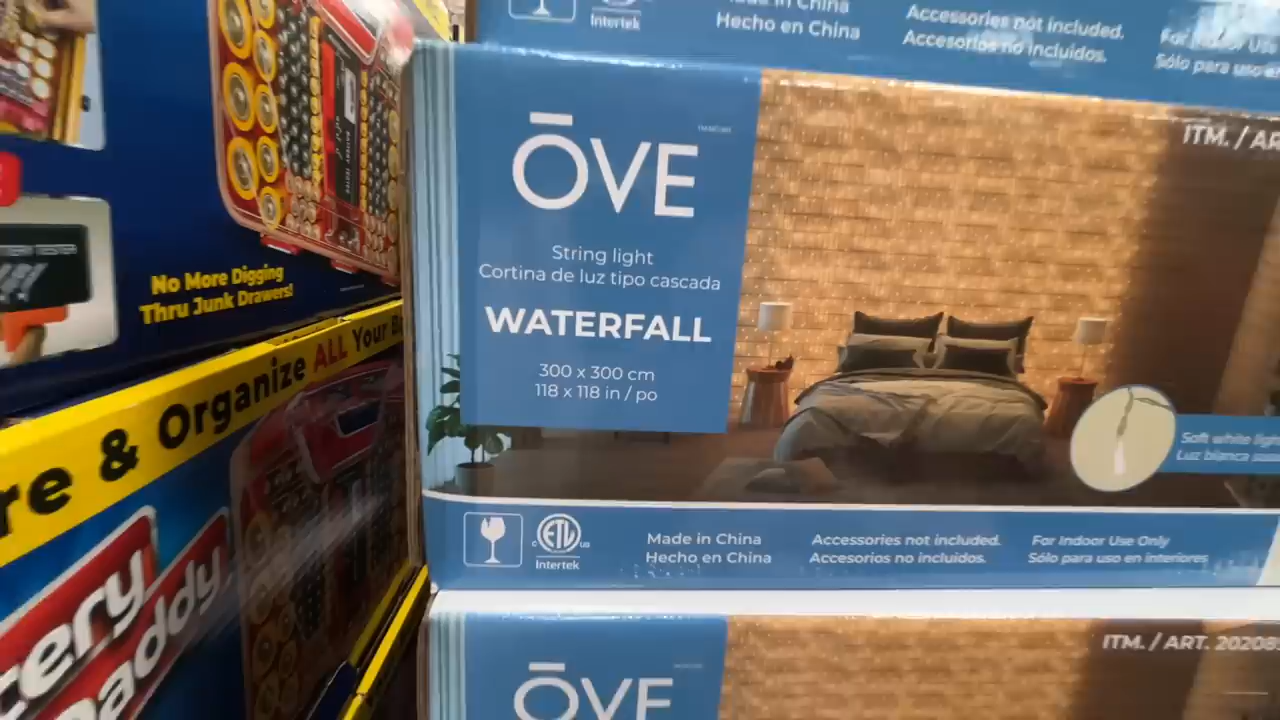 Intertek
Made in China
Hecho en China
Accessories not included.
Accesorios no incluidos.
For Indoor Use
Sólo para uso en
No More Digging
Thru Junk Drawers!
& Organize ALL Your
ŌVE
String light
Cortina de luz tipo cascada
WATERFALL
300 x 300 cm
118 x 118 in / po
ITM. / AR
Soft white
Luz blanca
ETL
Intertek
Made in China
Hecho en China
Accessories not included.
Accesorios no incluidos.
For Indoor Use Only
Sólo para uso en interiores
ŌVE
ITM. / ART. 20208